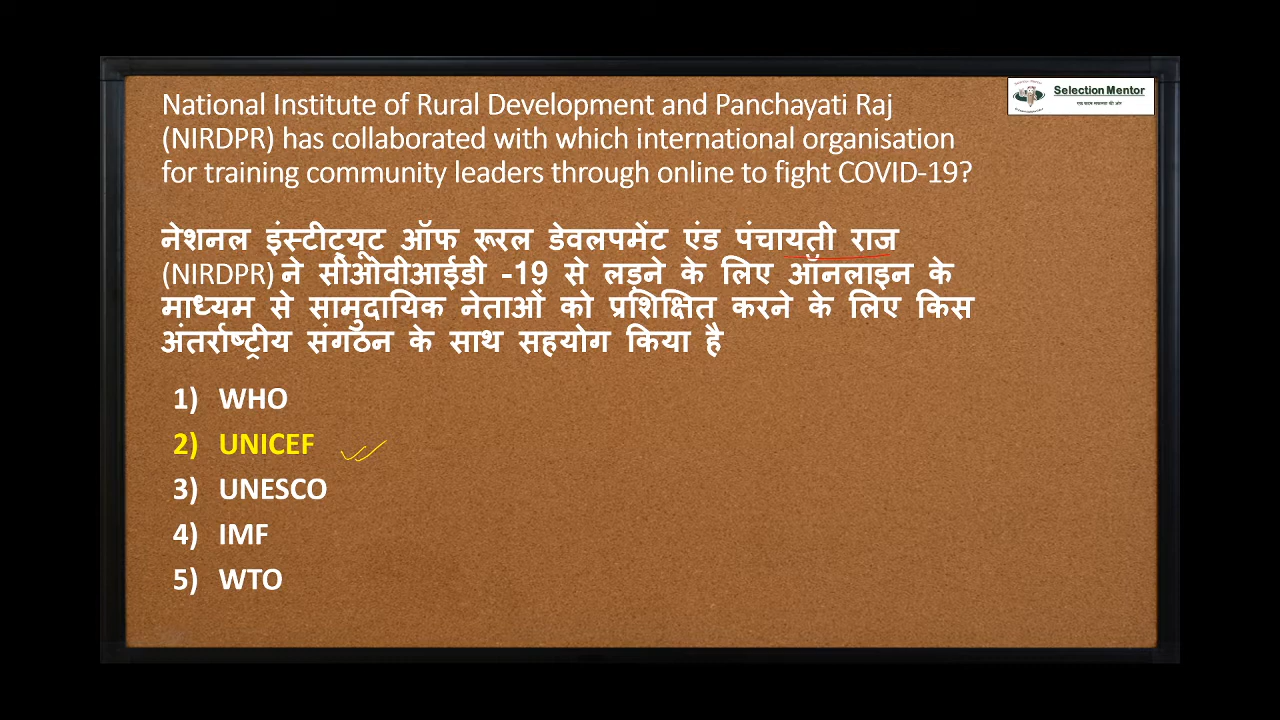 National Institute of Rural Development and Panchayati Raj
(NIRDPR) has collaborated with which international organisation
for training community leaders through online to fight COVID-19?
नेशनल इंस्टीट्यूट ऑफ रूरल डेवलपमेंट एंड पंचायती राज
(NIRDPR) ने सीओवीआईडी -19 से लड़ने के लिए ऑनलाइन के
माध्यम से सामुदायिक नेताओं को प्रशिक्षित करने के लिए किस
अंतर्राष्ट्रीय संगठन के साथ सहयोग किया है
1) WHO
2) UNICEF
3) UNESCO
4) IMF
5) WTO
Selection Mentor